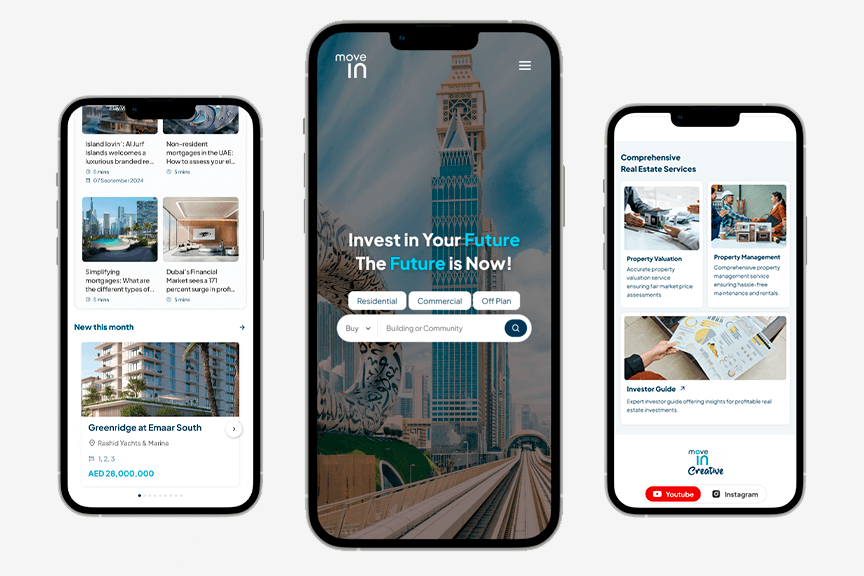 Island lovin': Al Jurf
Islands welcomes a
luxurious branded re...
6 mins
07 September 2024
Non-resident
mortgages in the UAE:
How to assess your el...
3 mins
Simplifying
mortgages: What are
the different types of...
6 mins
Dubai's Financial
Market sees a 171
percent surge in profi...
3 mins
New this month
Greenridge at Emaar South
Rashid Yachts & Marina
1, 2, 3
AED 28,000,000
move
in
Invest in Your Future
The Future is Now!
Residential
Commercial
Off Plan
Buy
Building or Community
Comprehensive
Real Estate Services
Property Valuation
Accurate property
valuation service
ensuring fair market price
assessments
Property Management
Comprehensive property
management service
ensuring hassle-free
maintenance and rentals.
Investor Guide
Expert investor guide offering insights for profitable real
estate investments
move
in
Creative
Youtube
Instagram